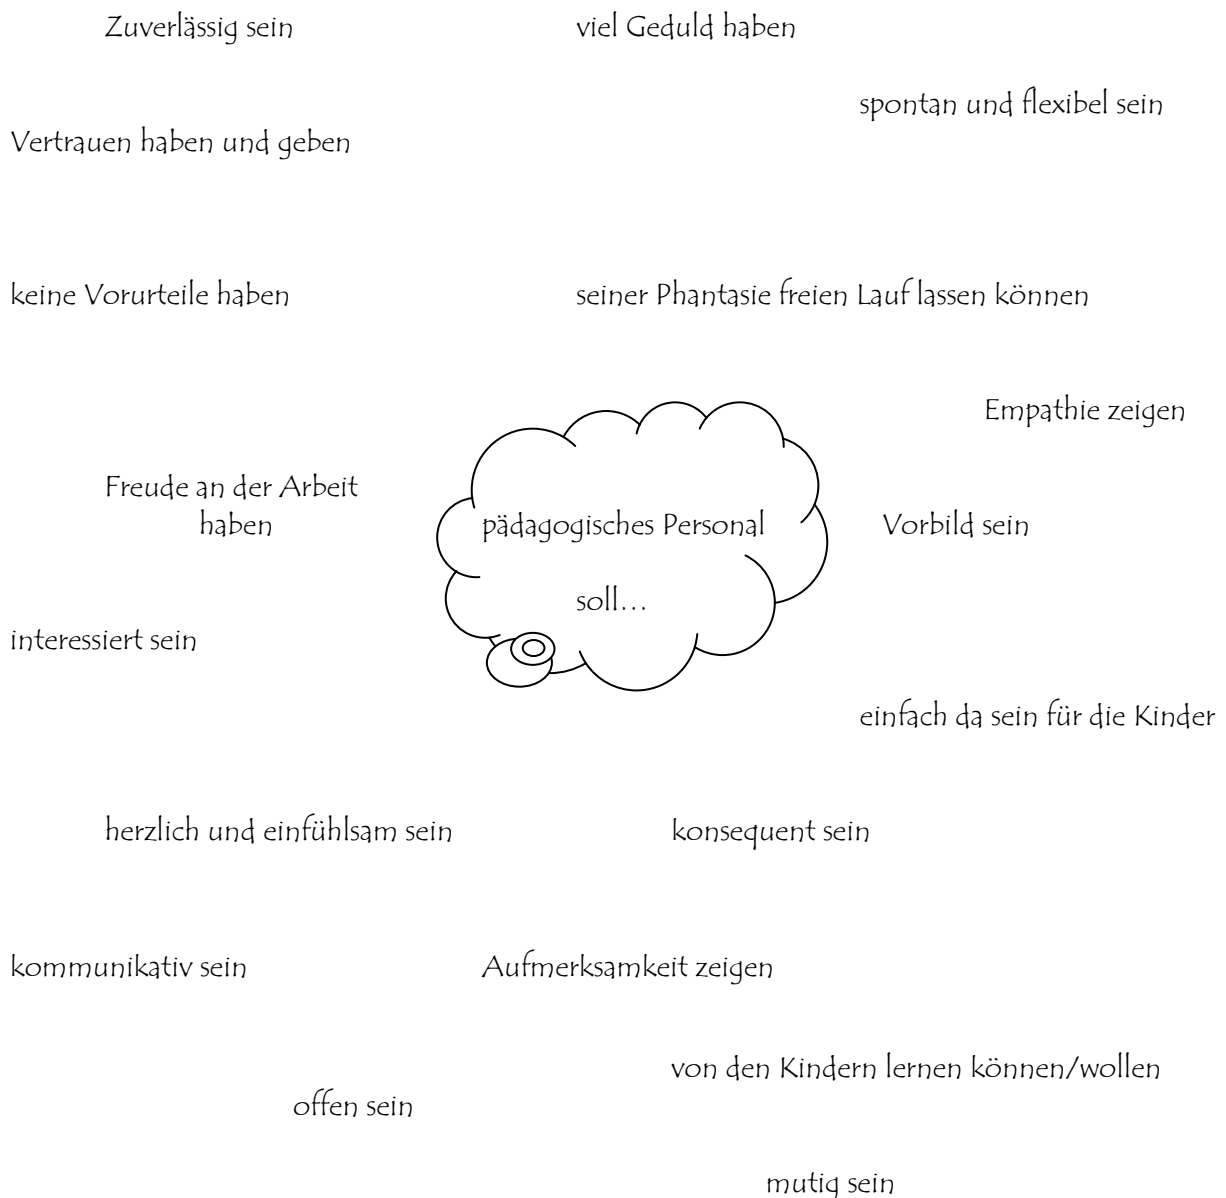 Zuverlässig sein
viel Geduld haben
spontan und flexibel sein
Vertrauen haben und geben
keine Vorurteile haben
seiner Phantasie freien Lauf lassen können
Empathie zeigen
Freude an der Arbeit
haben
pädagogisches Personal
soll…
Vorbild sein
interessiert sein
einfach da sein für die Kinder
herzlich und einfühlsam sein
konsequent sein
kommunikativ sein
Aufmerksamkeit zeigen
von den Kindern lernen können/wollen
offen sein
mutig sein